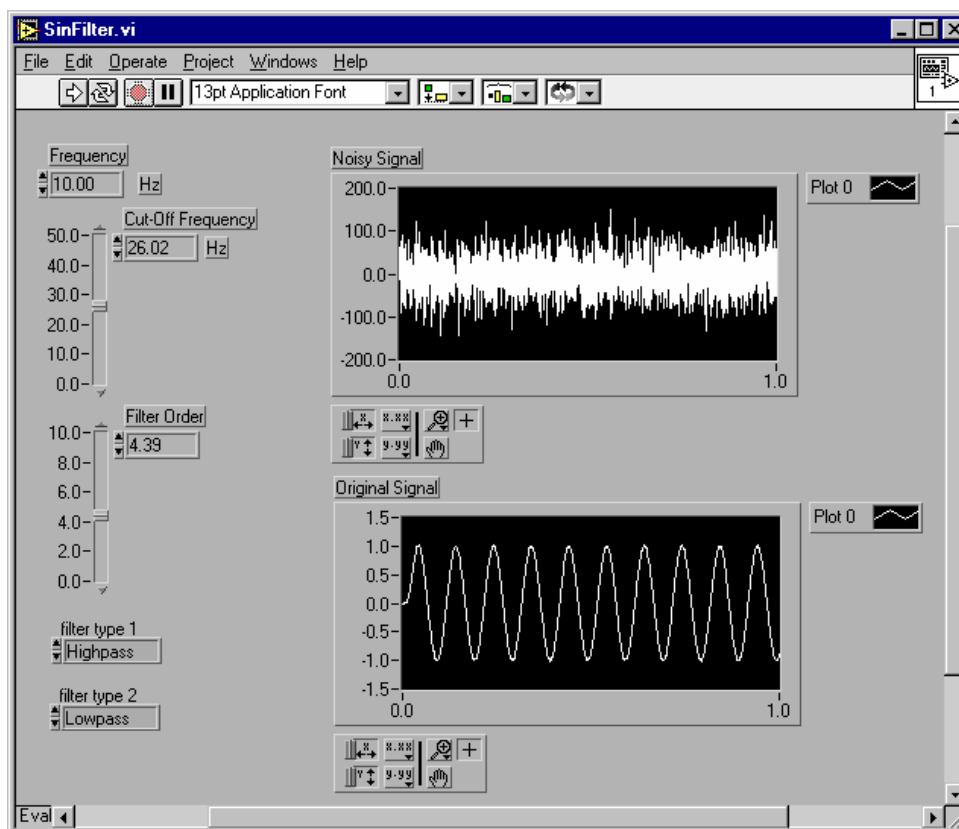 SinFilter.vi
File Edit Operate Project Windows Help
13pt Application Font
1
Frequency
10.00 Hz
Cut-Off Frequency
26.02 Hz
50.0
40.0
30.0
20.0
10.0
0.0
Filter Order
4.39
10.0
8.0
6.0
4.0
2.0
0.0
filter type 1
Highpass
filter type 2
Lowpass
Noisy Signal
Plot 0
200.0
100.0
0.0
-100.0
-200.0
0.0 1.0
X.XX
Y
Y.YY
Original Signal
Plot 0
1.5
1.0
0.5
0.0
-0.5
-1.0
-1.5
0.0 1.0
X.XX
Y
Y.YY
Eval